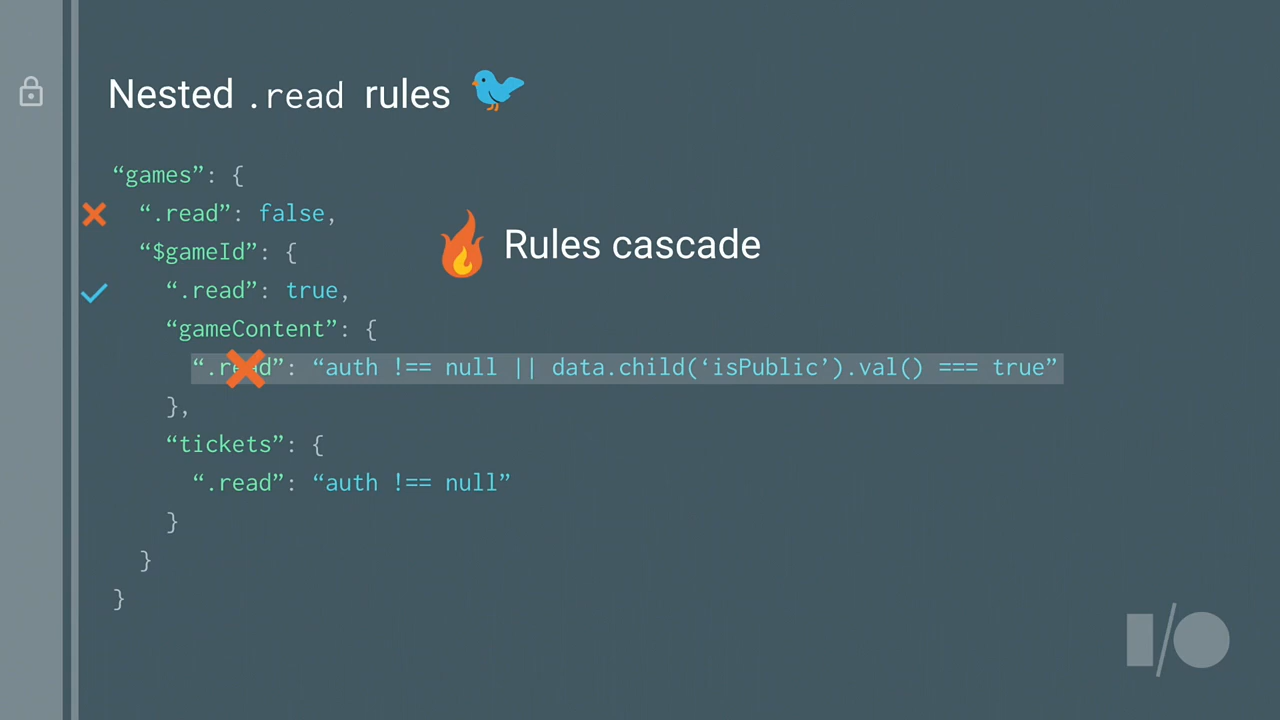 Nested .read rules
“games”: {
“.read”: false,
“$gameId”: {
Rules cascade
“.read”: true,
“gameContent”: {
“.read”: “auth !== null || data.child(‘isPublic’).val() === true”
},
“tickets”: {
“.read”: “auth !== null”
}
}
}
I/O